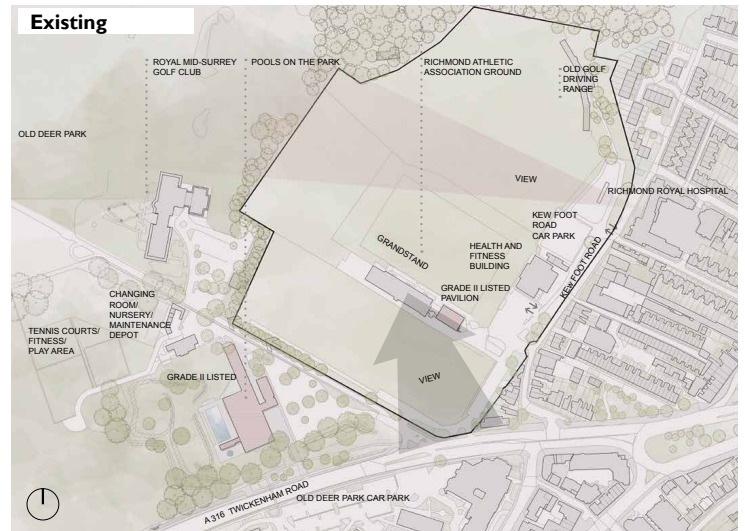 Existing
ROYAL MID-SURREY
GOLF CLUB
POOLS ON THE PARK
RICHMOND ATHLETIC
ASSOCIATION GROUND
OLD GOLF
DRIVING
RANGE
OLD DEER PARK
VIEW
RICHMOND ROYAL HOSPITAL
KEW FOOT
ROAD
CAR PARK
GRANDSTAND
HEALTH AND
FITNESS
BUILDING
KEW FOOT ROAD
GRADE II LISTED
PAVILION
CHANGING
ROOM/
NURSERY/
MAINTENANCE
DEPOT
TENNIS COURTS/
FITNESS/
PLAY AREA
GRADE II LISTED
VIEW
A316 TWICKENHAM ROAD
OLD DEER PARK CAR PARK